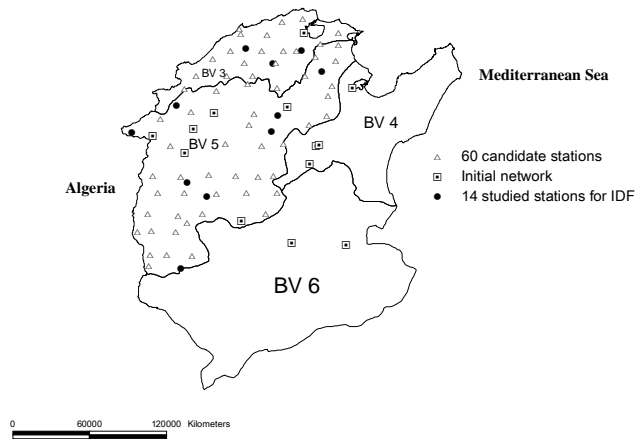 BV 3
Mediterranean Sea
BV 4
BV 5
60 candidate stations
Initial network
Algeria
14 studied stations for IDF
BV 6
0 60000 120000 Kilometers